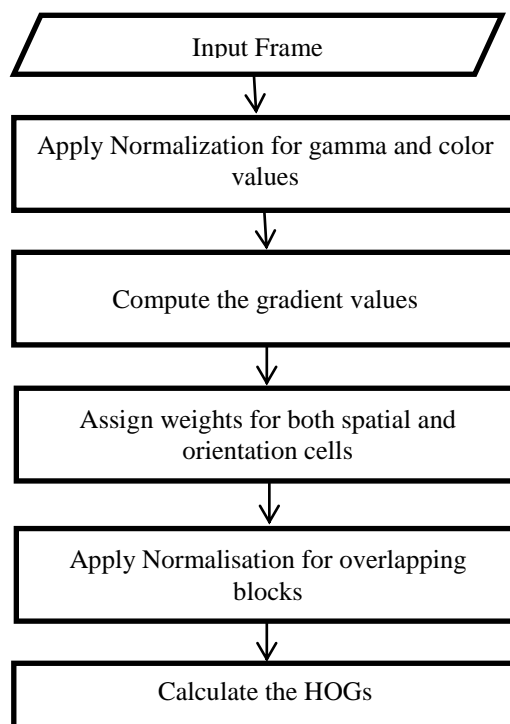 Input Frame
Apply Normalization for gamma and color
values
Compute the gradient values
Assign weights for both spatial and
orientation cells
Apply Normalisation for overlapping
blocks
Calculate the HOGs